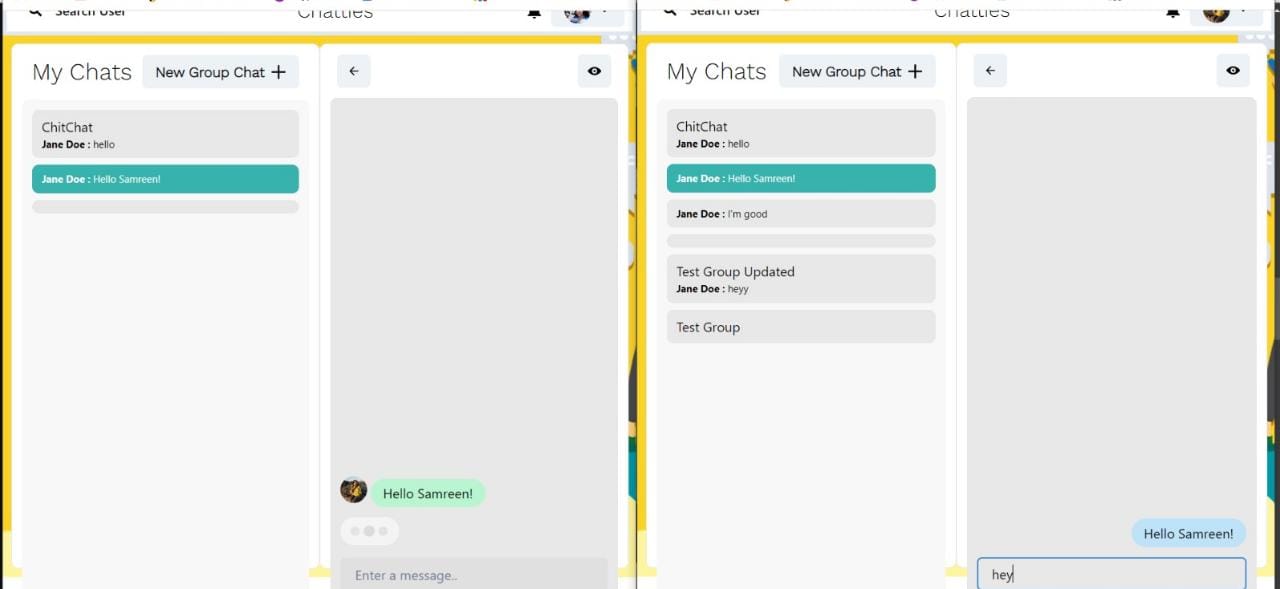 Search User
Chatties
My Chats
New Group Chat +
ChitChat
Jane Doe : hello
Jane Doe : Hello Samreen!
Hello Samreen!
Enter a message..
Search User
Chatties
My Chats
New Group Chat +
ChitChat
Jane Doe : hello
Jane Doe : Hello Samreen!
Jane Doe : I'm good
Test Group Updated
Jane Doe : heyy
Test Group
Hello Samreen!
hey